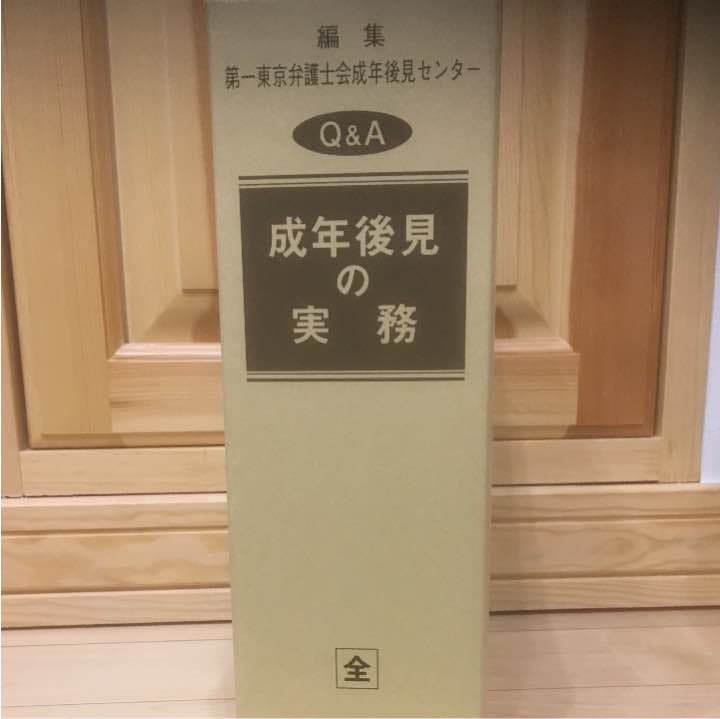 編 集
第一東京弁護士会成年後見センター
Q&A
成年後見
の
実 務
全